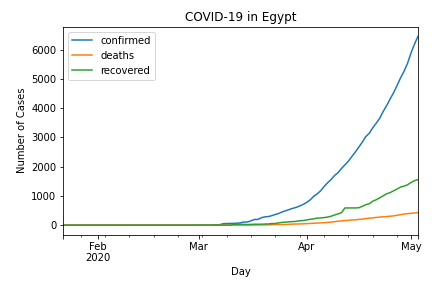 COVID-19 in Egypt
confirmed
deaths
recovered
Number of Cases
6000
5000
4000
3000
2000
1000
0
Feb
2020
Mar
Apr
May
Day